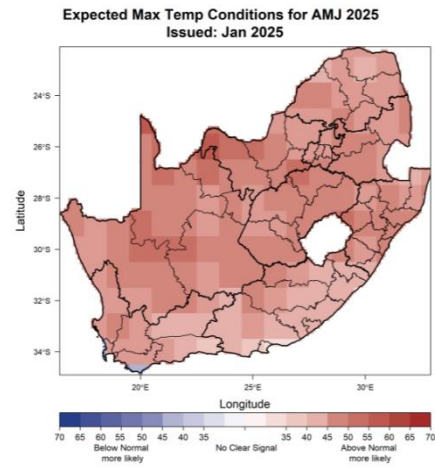 Expected Max Temp Conditions for AMJ 2025
Issued: Jan 2025
24°S
26°S
28°S
30°S
32°S
34°S
Latitude
20°E 25°E 30°E
Longitude
70 65 60 55 50 45 40 35 35 40 45 50 55 60 65 70
Below Normal No Clear Signal Above Normal
more likely more likely